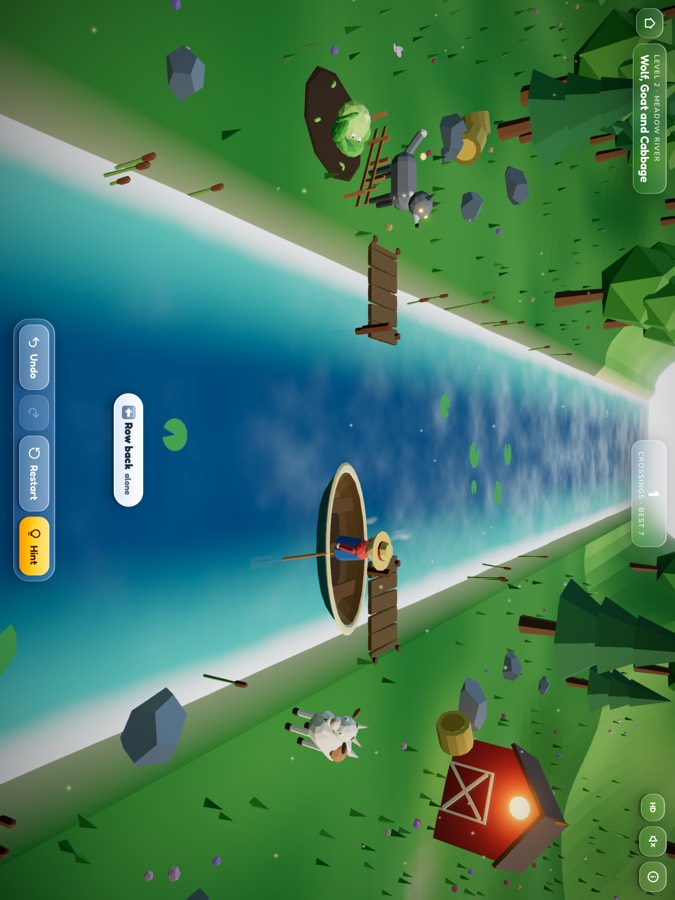 LEVEL 2 · MEADOW RIVER
Wolf, Goat and Cabbage
1
CROSSINGS · BEST 7
HD
Row back alone
Undo
Restart
Hint